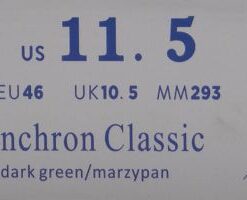 US 11.5
EU46 UK10.5 MM293
nchron Classic
dark green/marzypan